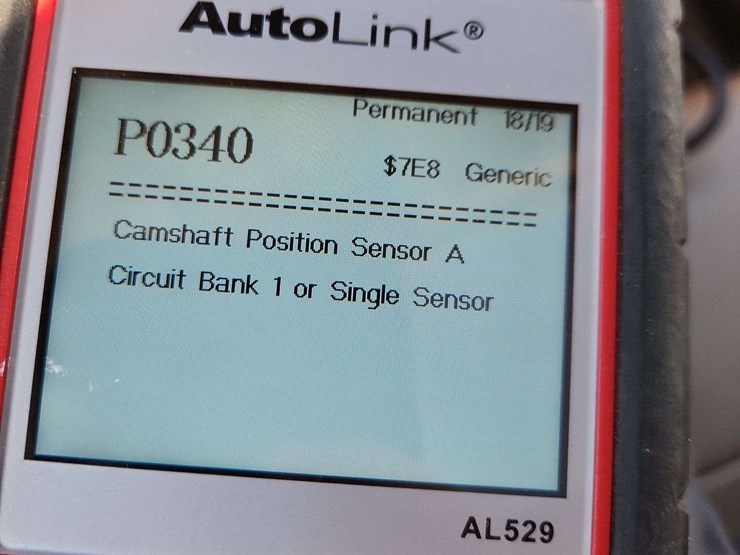 AutoLink®
Permanent 18/19
P0340
$7E8 Generic
=========================
Camshaft Position Sensor A
Circuit Bank 1 or Single Sensor
AL529